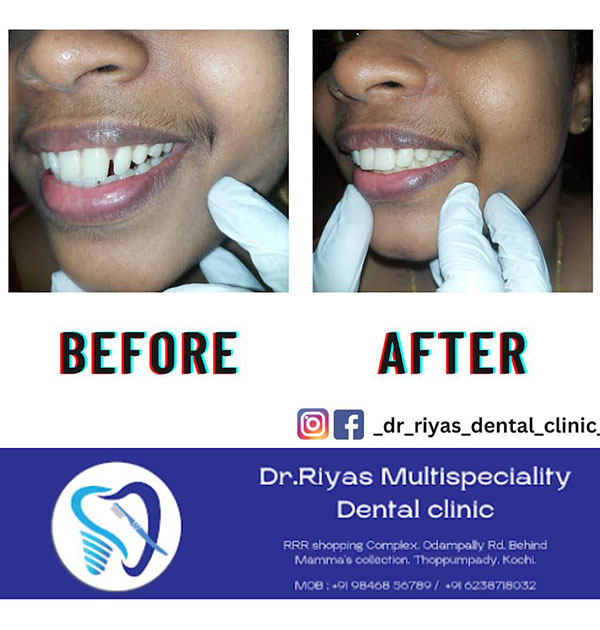 BEFORE
AFTER
_dr_riyas_dental_clinic_
Dr.Riyas Multispeciality
Dental clinic
RRR shopping Complex. Odampally Rd. Behind
Mamma's collection. Thoppumpady. Kochi.
MOB : +91 98468 56789 / +91 6238718032